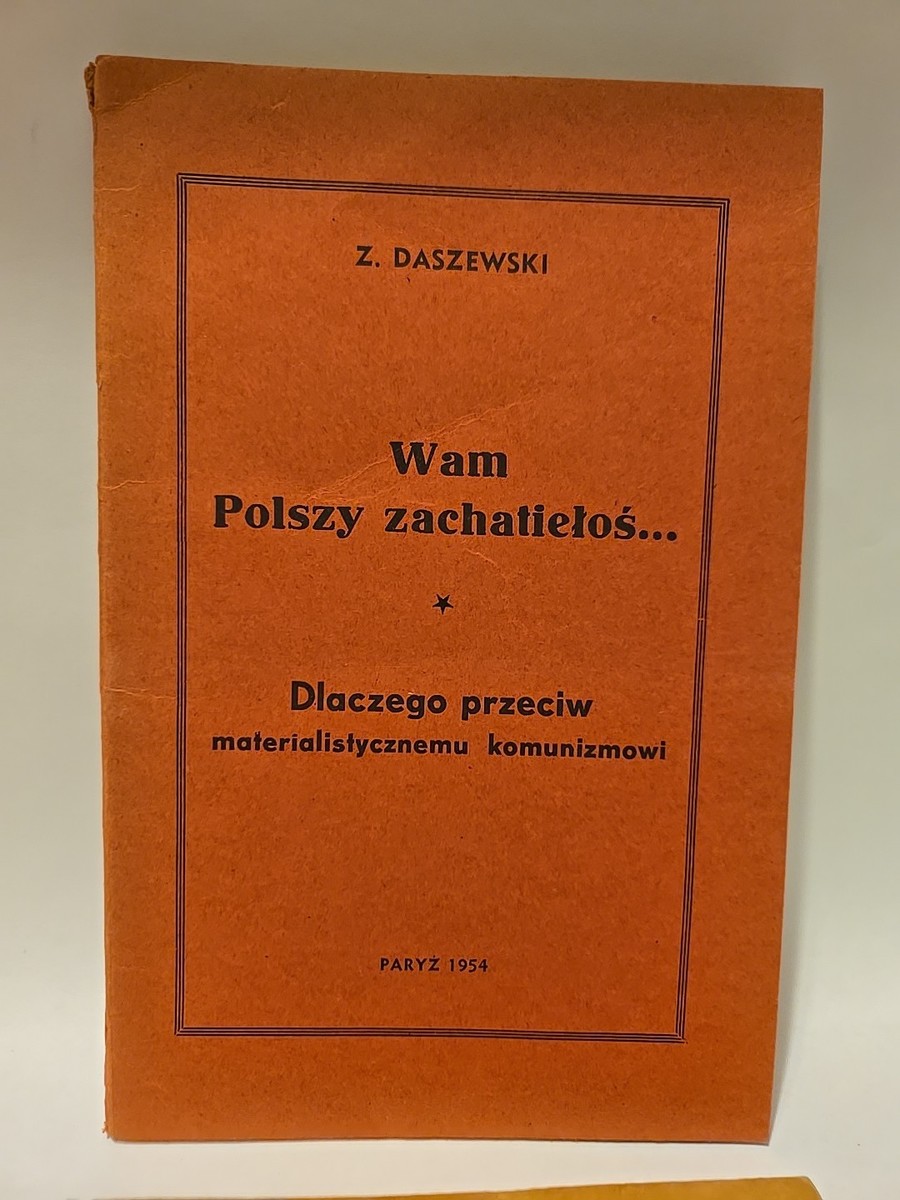 Z. DASZEWSKI
Wam
Polszy zachatiełoś...
Dlaczego przeciw
materialistycznemu komunizmowi
PARYŻ 1954